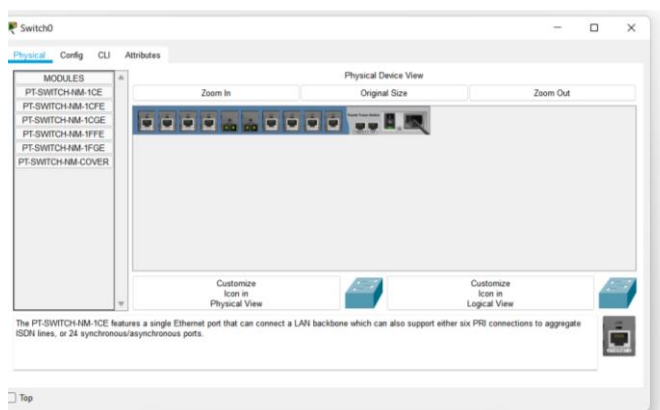 Switch0
Physical Config CLI Attributes
MODULES
PT-SWITCH-NM-1CE
PT-SWITCH-NM-1CFE
PT-SWITCH-NM-1CGE
PT-SWITCH-NM-1FFE
PT-SWITCH-NM-1FGE
PT-SWITCH-NM-COVER
Physical Device View
Zoom In Original Size Zoom Out
Customize
Icon in
Physical View
Customize
Icon in
Logical View
The PT-SWITCH-NM-1CE features a single Ethernet port that can connect a LAN backbone which can also support either six PRI connections to aggregate
ISDN lines, or 24 synchronous/asynchronous ports.
Top